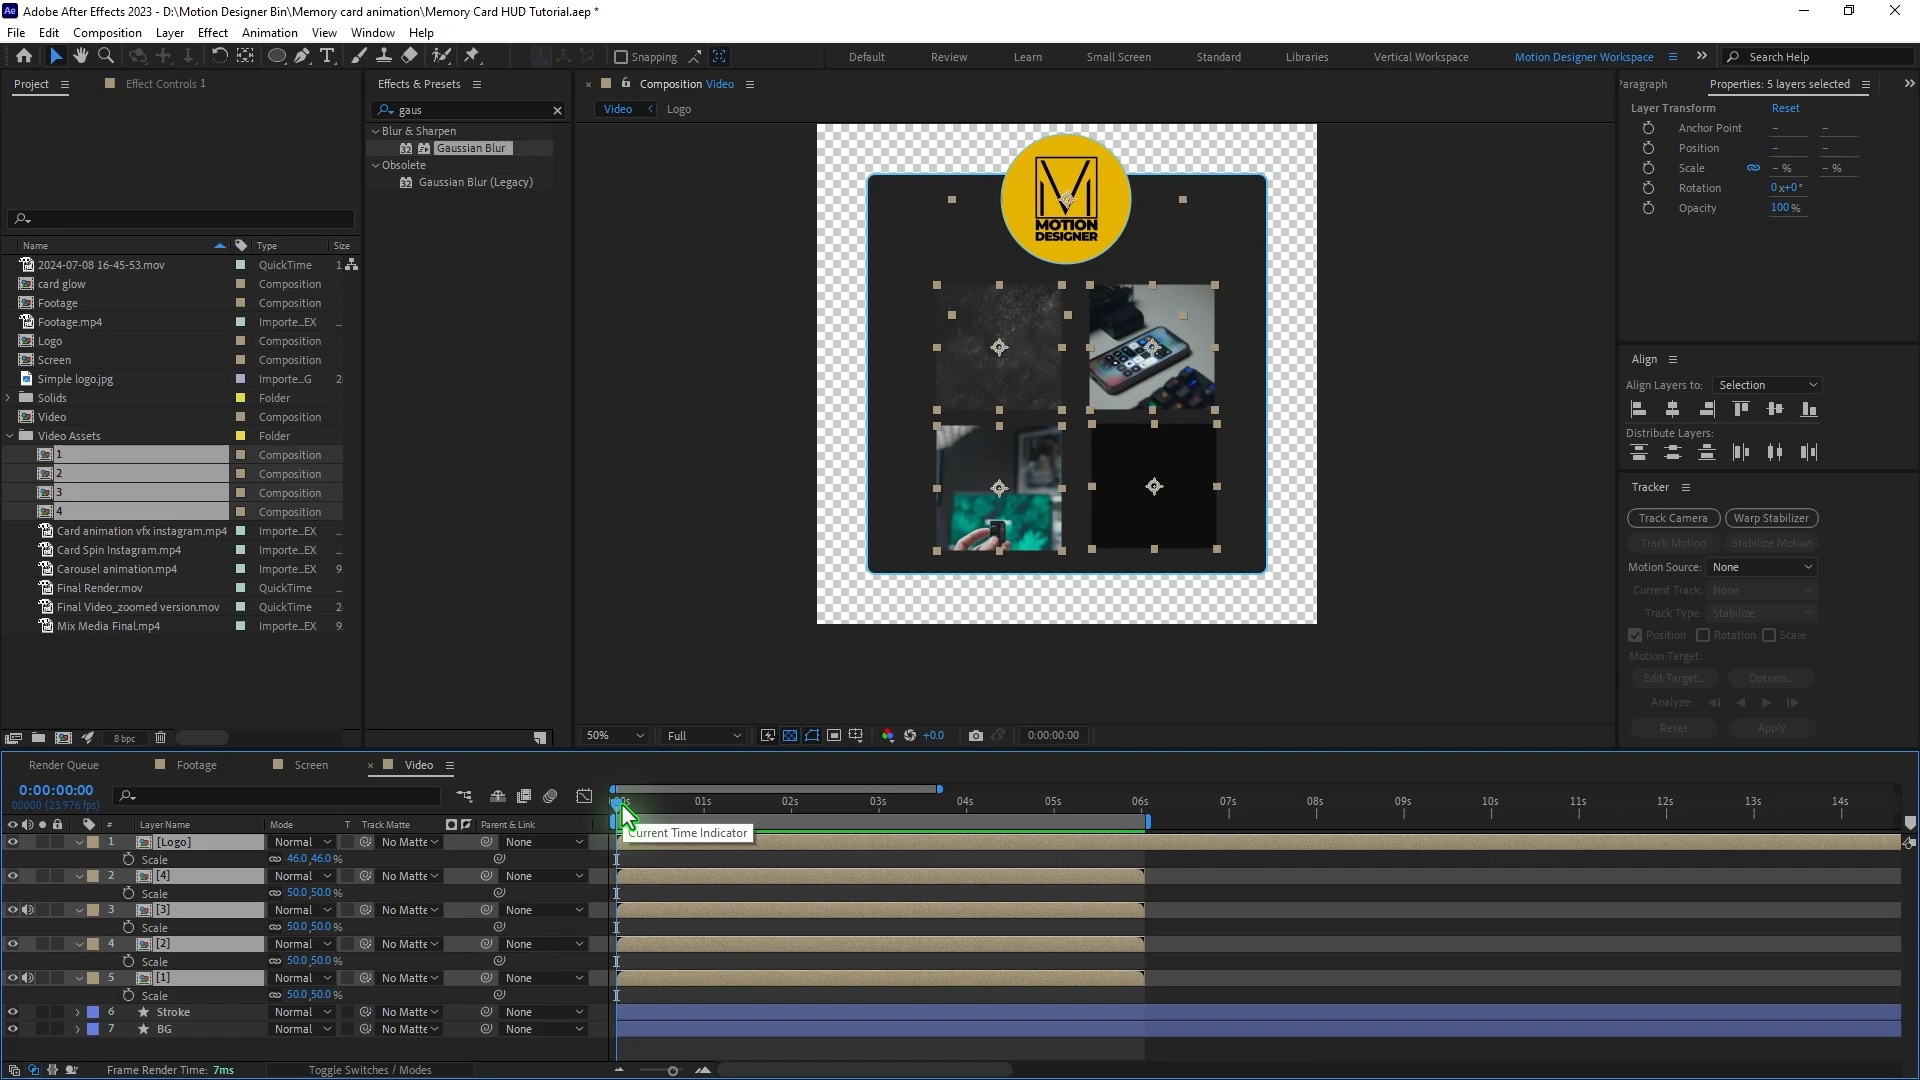 Adobe After Effects 2023 - D:\Motion Designer Bin\Memory card animation\Memory Card HUD Tutorial.aep *
File Edit Composition Layer Effect Animation View Window Help
Snapping Default Review Learn Small Screen Standard Libraries Vertical Workspace Motion Designer Workspace Search Help
Project Effect Controls 1
Effects & Presets
gaus
Blur & Sharpen
Gaussian Blur
Obsolete
Gaussian Blur (Legacy)
Composition Video
Video Logo
MOTION
DESIGNER
Paragraph Properties: 5 layers selected
Layer Transform Reset
Anchor Point - -
Position - -
Scale - % - %
Rotation 0x+0°
Opacity 100 %
Align
Align Layers to: Selection
Distribute Layers:
Tracker
Track Camera Warp Stabilizer
Track Motion Stabilize Motion
Motion Source: None
Current Track: None
Track Type: Stabilize
Position Rotation Scale
Motion Target:
Edit Target... Options...
Analyze:
Reset Apply
Name Type Size
2024-07-08 16-45-53.mov QuickTime 1
card glow Composition
Footage Composition
Footage.mp4 Importe...EX ...
Logo Composition
Screen Composition
Simple logo.jpg Importe...G 2
Solids Folder
Video Composition
Video Assets Folder
1 Composition
2 Composition
3 Composition
4 Composition
Card animation vfx instagram.mp4 Importe...EX ...
Card Spin Instagram.mp4 Importe...EX ...
Carousel animation.mp4 Importe...EX 9
Final Render.mov QuickTime ...
Final Video_zoomed version.mov QuickTime 2
Mix Media Final.mp4 Importe...EX 9
8 bpc
50% Full +0.0 0:00:00:00
Render Queue Footage Screen Video
0:00:00:00
00000 (23.976 fps)
00s 01s 02s 03s 04s 05s 06s 07s 08s 09s 10s 11s 12s 13s 14s
Current Time Indicator
# Layer Name Mode T Track Matte Parent & Link
1 [Logo] Normal No Matte None
Scale 46.0,46.0 %
2 [4] Normal No Matte None
Scale 50.0,50.0 %
3 [3] Normal No Matte None
Scale 50.0,50.0 %
4 [2] Normal No Matte None
Scale 50.0,50.0 %
5 [1] Normal No Matte None
Scale 50.0,50.0 %
6 Stroke Normal No Matte None
7 BG Normal No Matte None
Frame Render Time: 7ms Toggle Switches / Modes